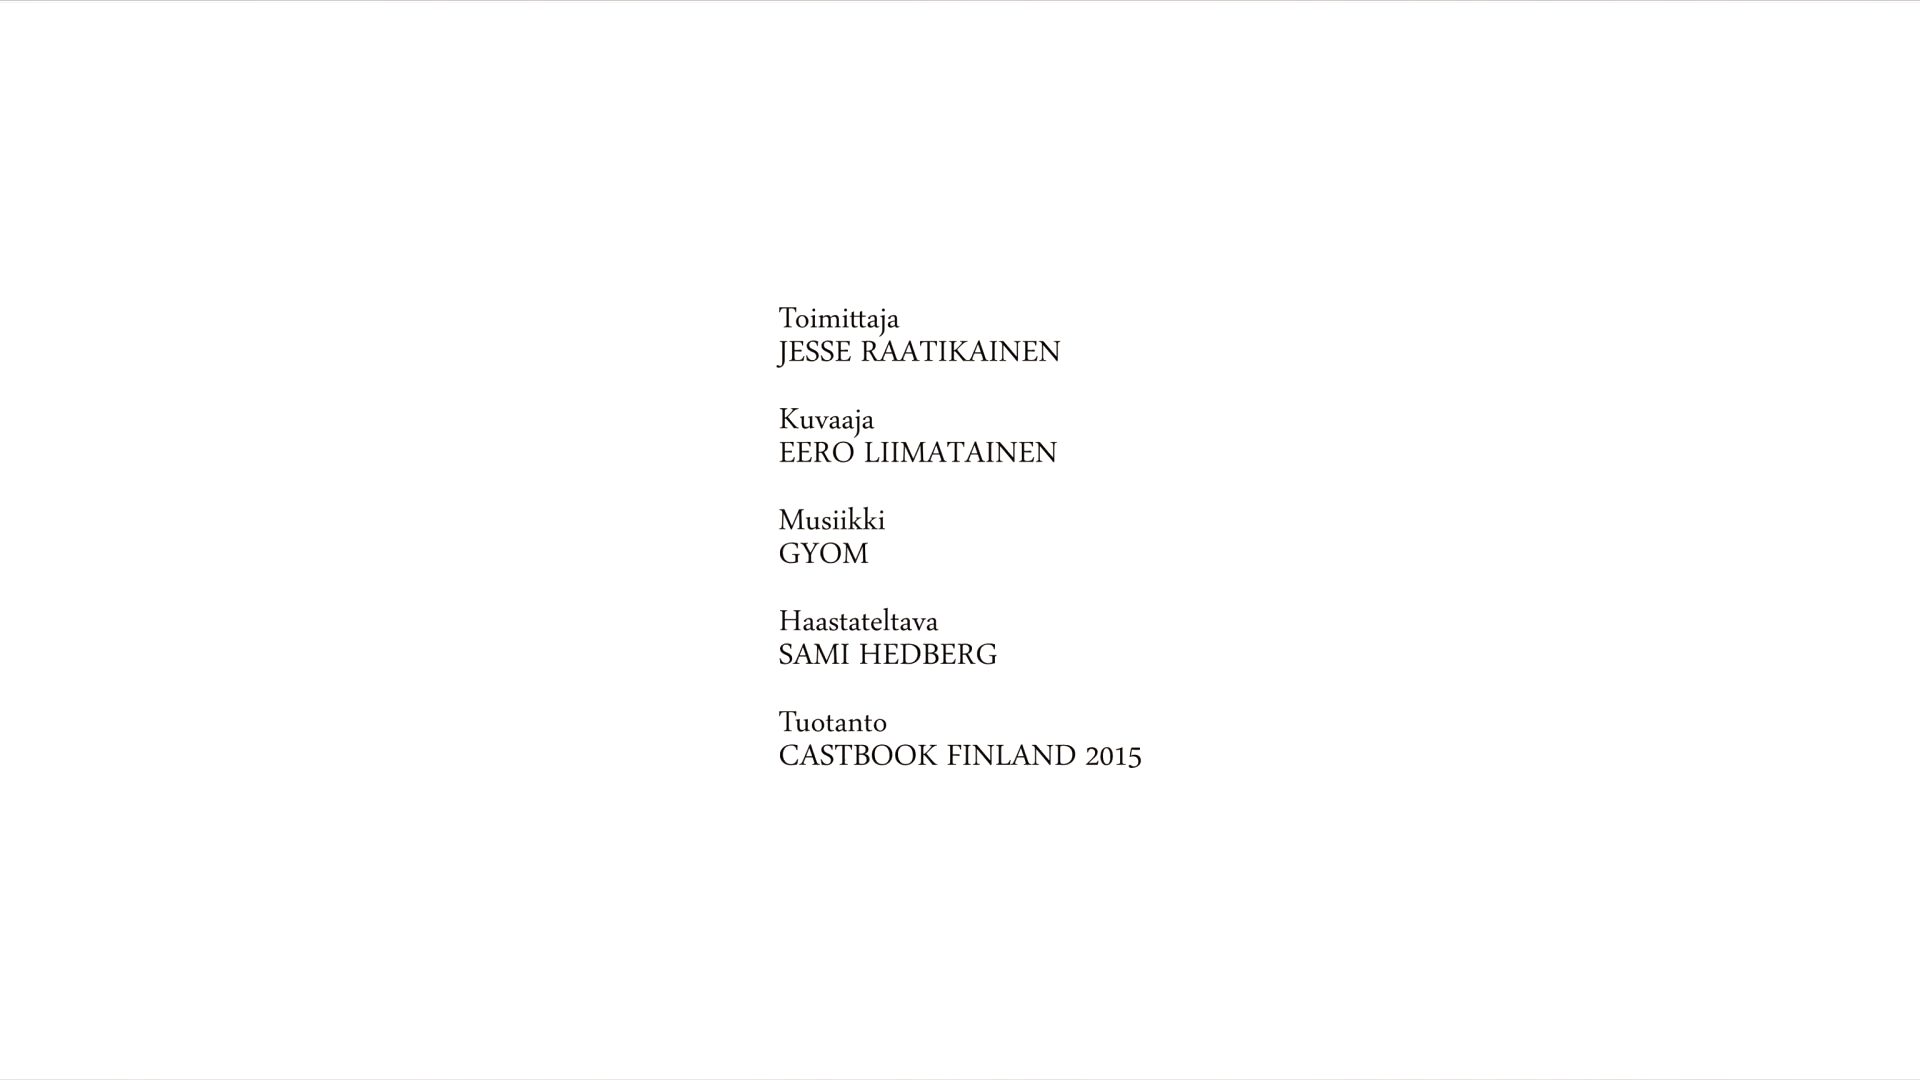 Toimittaja
JESSE RAATIKAINEN
Kuvaaja
EERO LIIMATAINEN
Musiikki
GYOM
Haastateltava
SAMI HEDBERG
Tuotanto
CASTBOOK FINLAND 2015